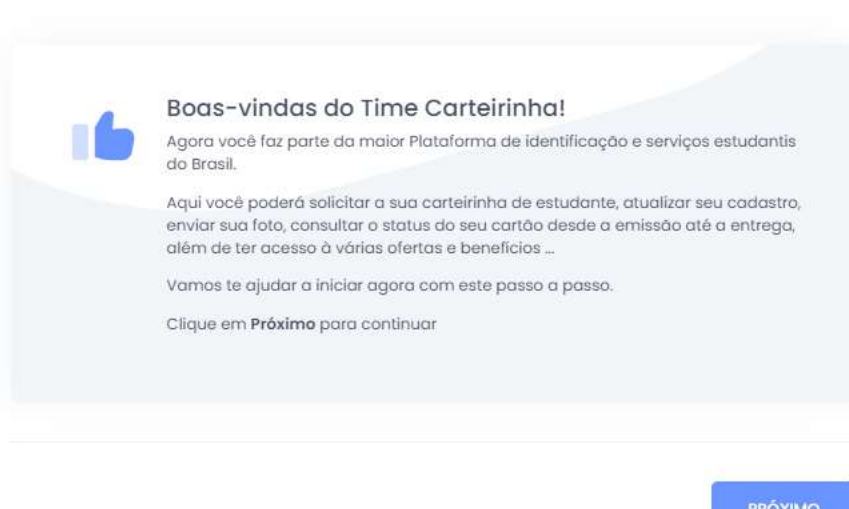 Boas-vindas do Time Carteirinha!
Agora você faz parte da maior Plataforma de identificação e serviços estudantis
do Brasil.
Aqui você poderá solicitar a sua carteirinha de estudante, atualizar seu cadastro,
enviar sua foto, consultar o status do seu cartão desde a emissão até a entrega,
além de ter acesso à várias ofertas e benefícios ...
Vamos te ajudar a iniciar agora com este passo a passo.
Clique em Próximo para continuar
PRÓXIMO